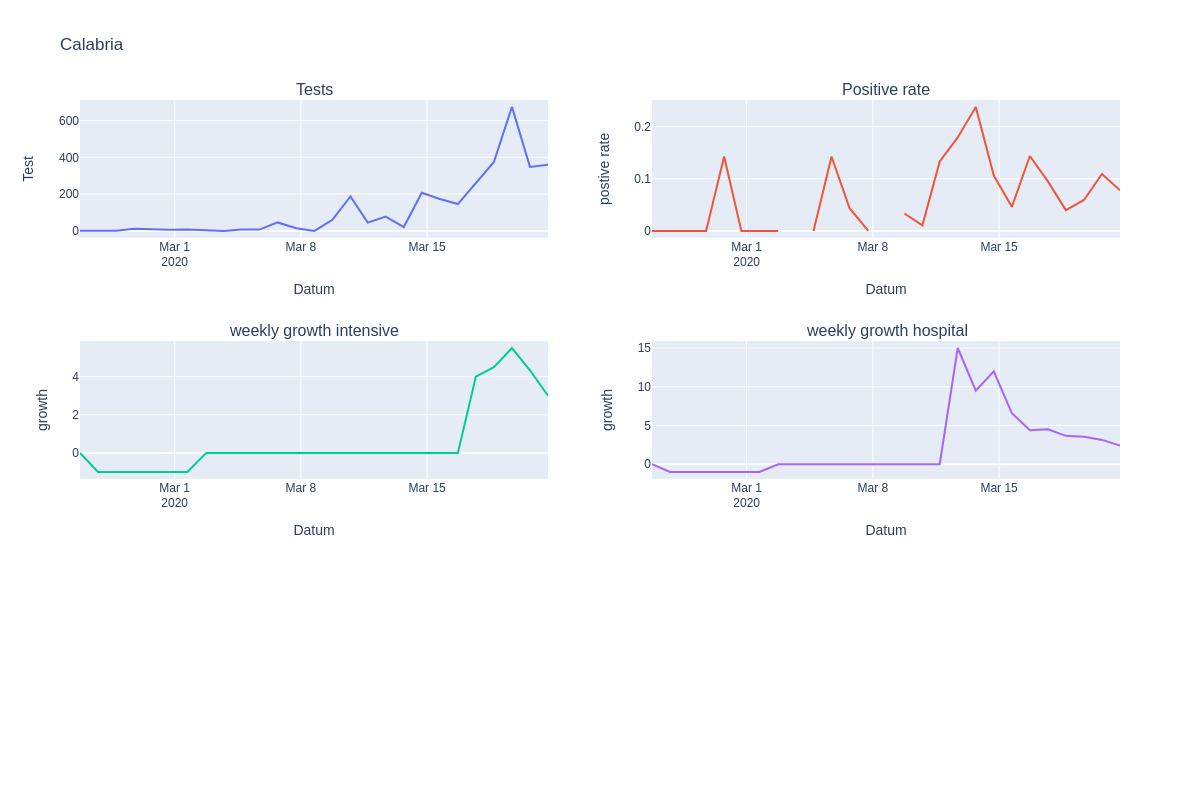 Calabria
Tests
600
400
200
0
Test
Mar 1
2020
Mar 8
Mar 15
Datum
Positive rate
0.2
0.1
0
postive rate
Mar 1
2020
Mar 8
Mar 15
Datum
weekly growth intensive
4
2
0
growth
Mar 1
2020
Mar 8
Mar 15
Datum
weekly growth hospital
15
10
5
0
growth
Mar 1
2020
Mar 8
Mar 15
Datum